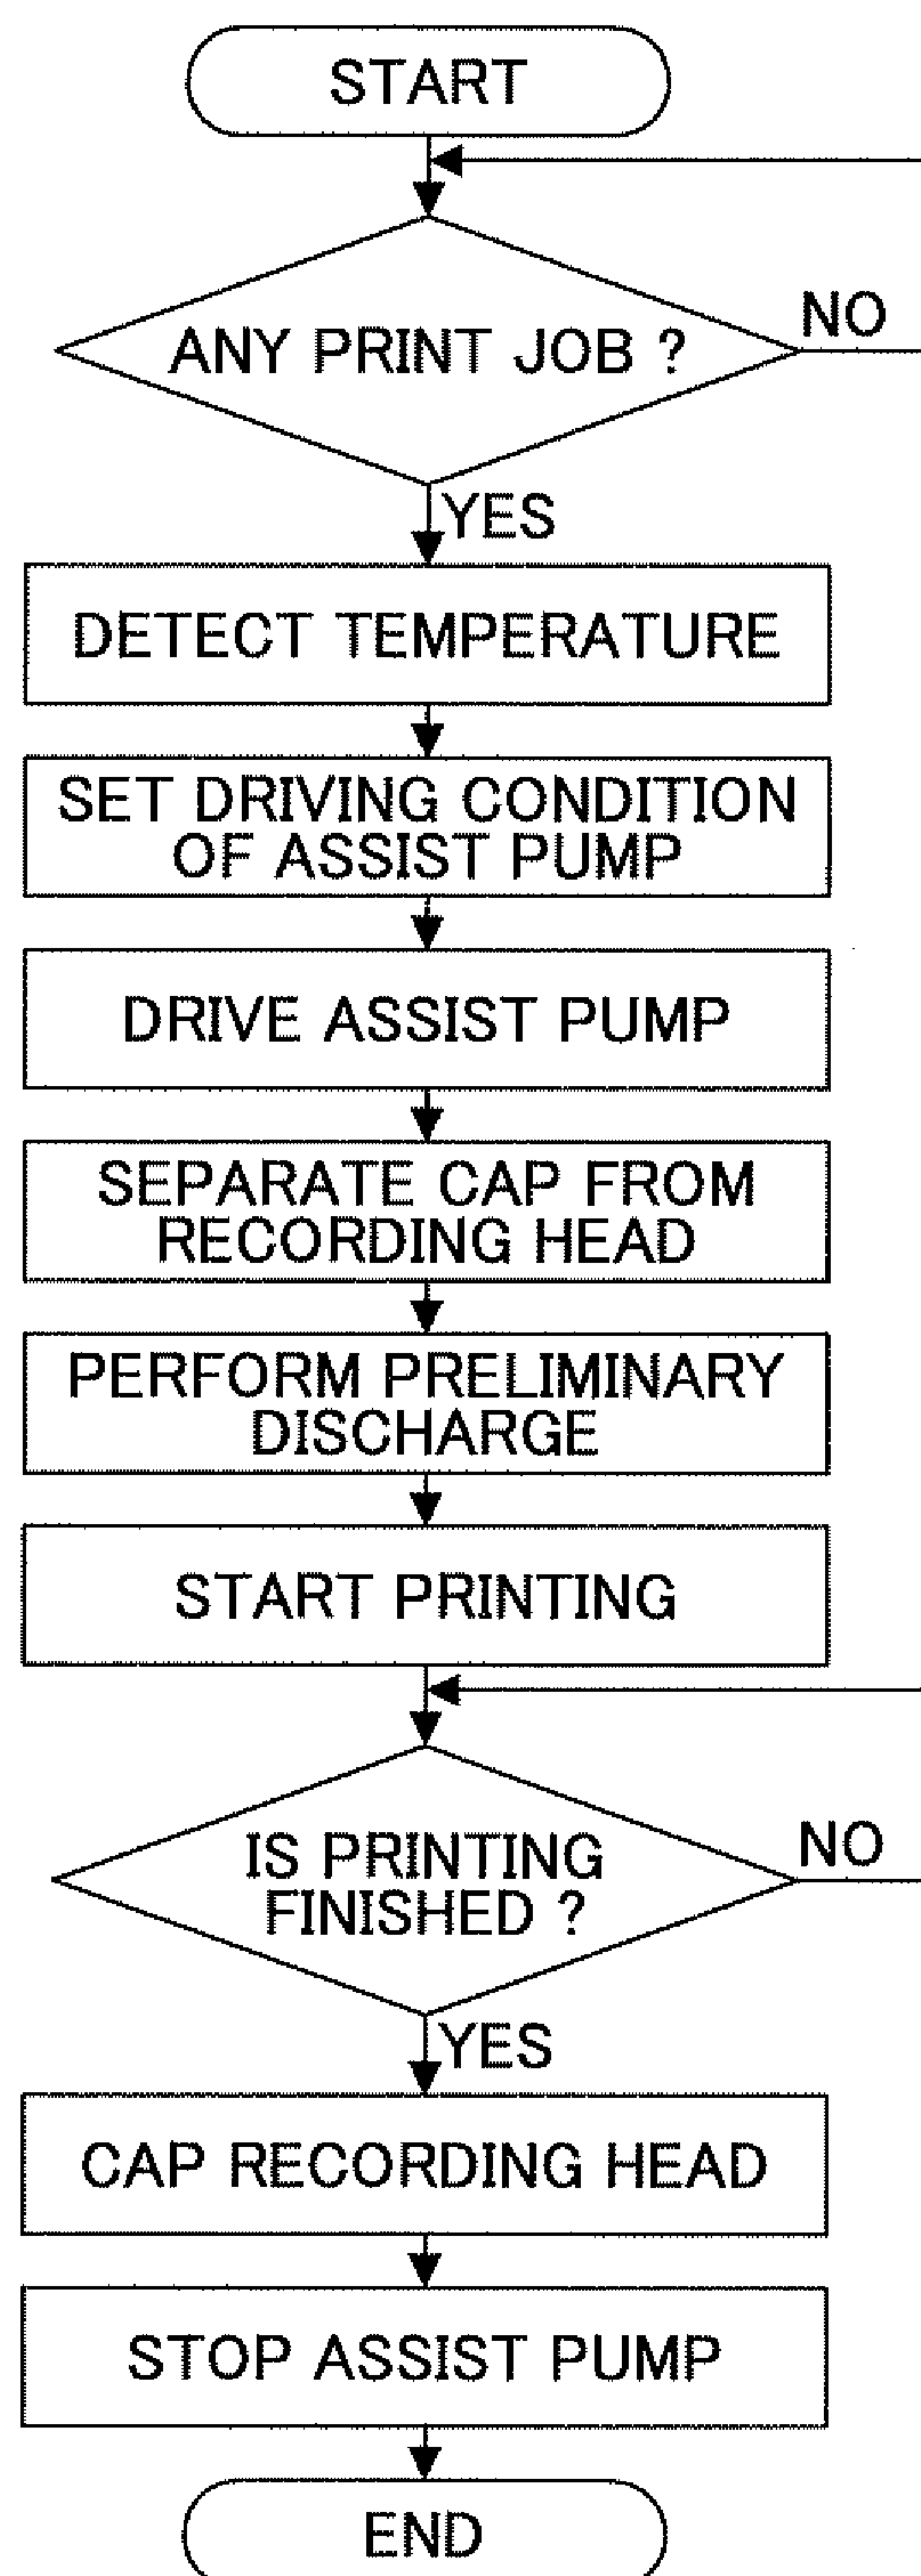 START
ANY PRINT JOB ?
NO
YES
DETECT TEMPERATURE
SET DRIVING CONDITION
OF ASSIST PUMP
DRIVE ASSIST PUMP
SEPARATE CAP FROM
RECORDING HEAD
PERFORM PRELIMINARY
DISCHARGE
START PRINTING
IS PRINTING
FINISHED ?
NO
YES
CAP RECORDING HEAD
STOP ASSIST PUMP
END